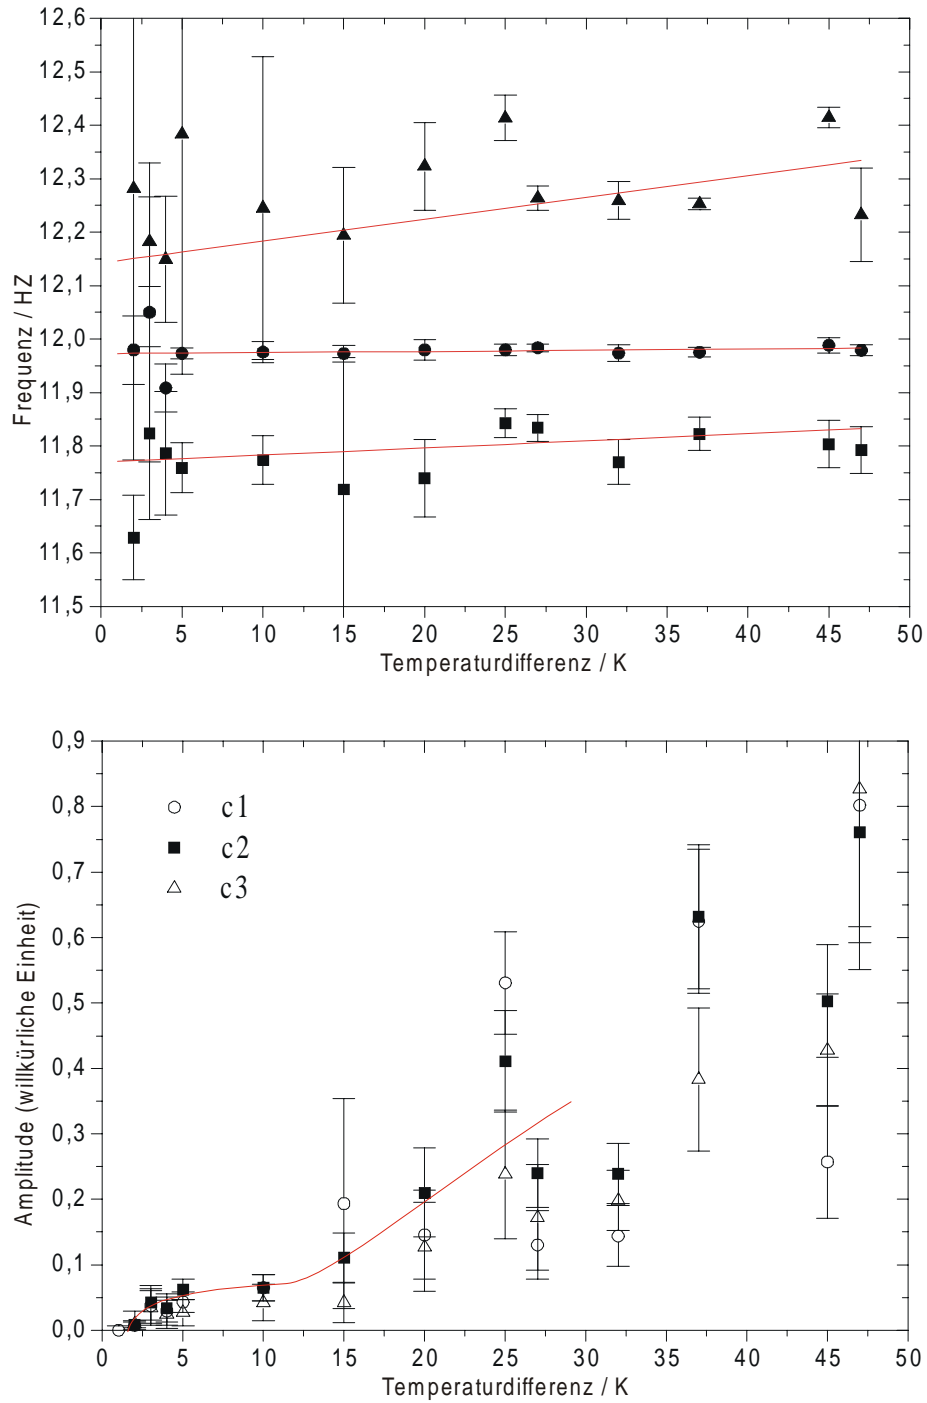 12,6
12,5
12,4
12,3
12,2
12,1
12,0
11,9
11,8
11,7
11,6
11,5
Frequenz / HZ
0 5 10 15 20 25 30 35 40 45 50
Temperaturdifferenz / K
0,9
0,8
0,7
0,6
0,5
0,4
0,3
0,2
0,1
0,0
Amplitude (willkürliche Einheit)
c1
c2
c3
0 5 10 15 20 25 30 35 40 45 50
Temperaturdifferenz / K